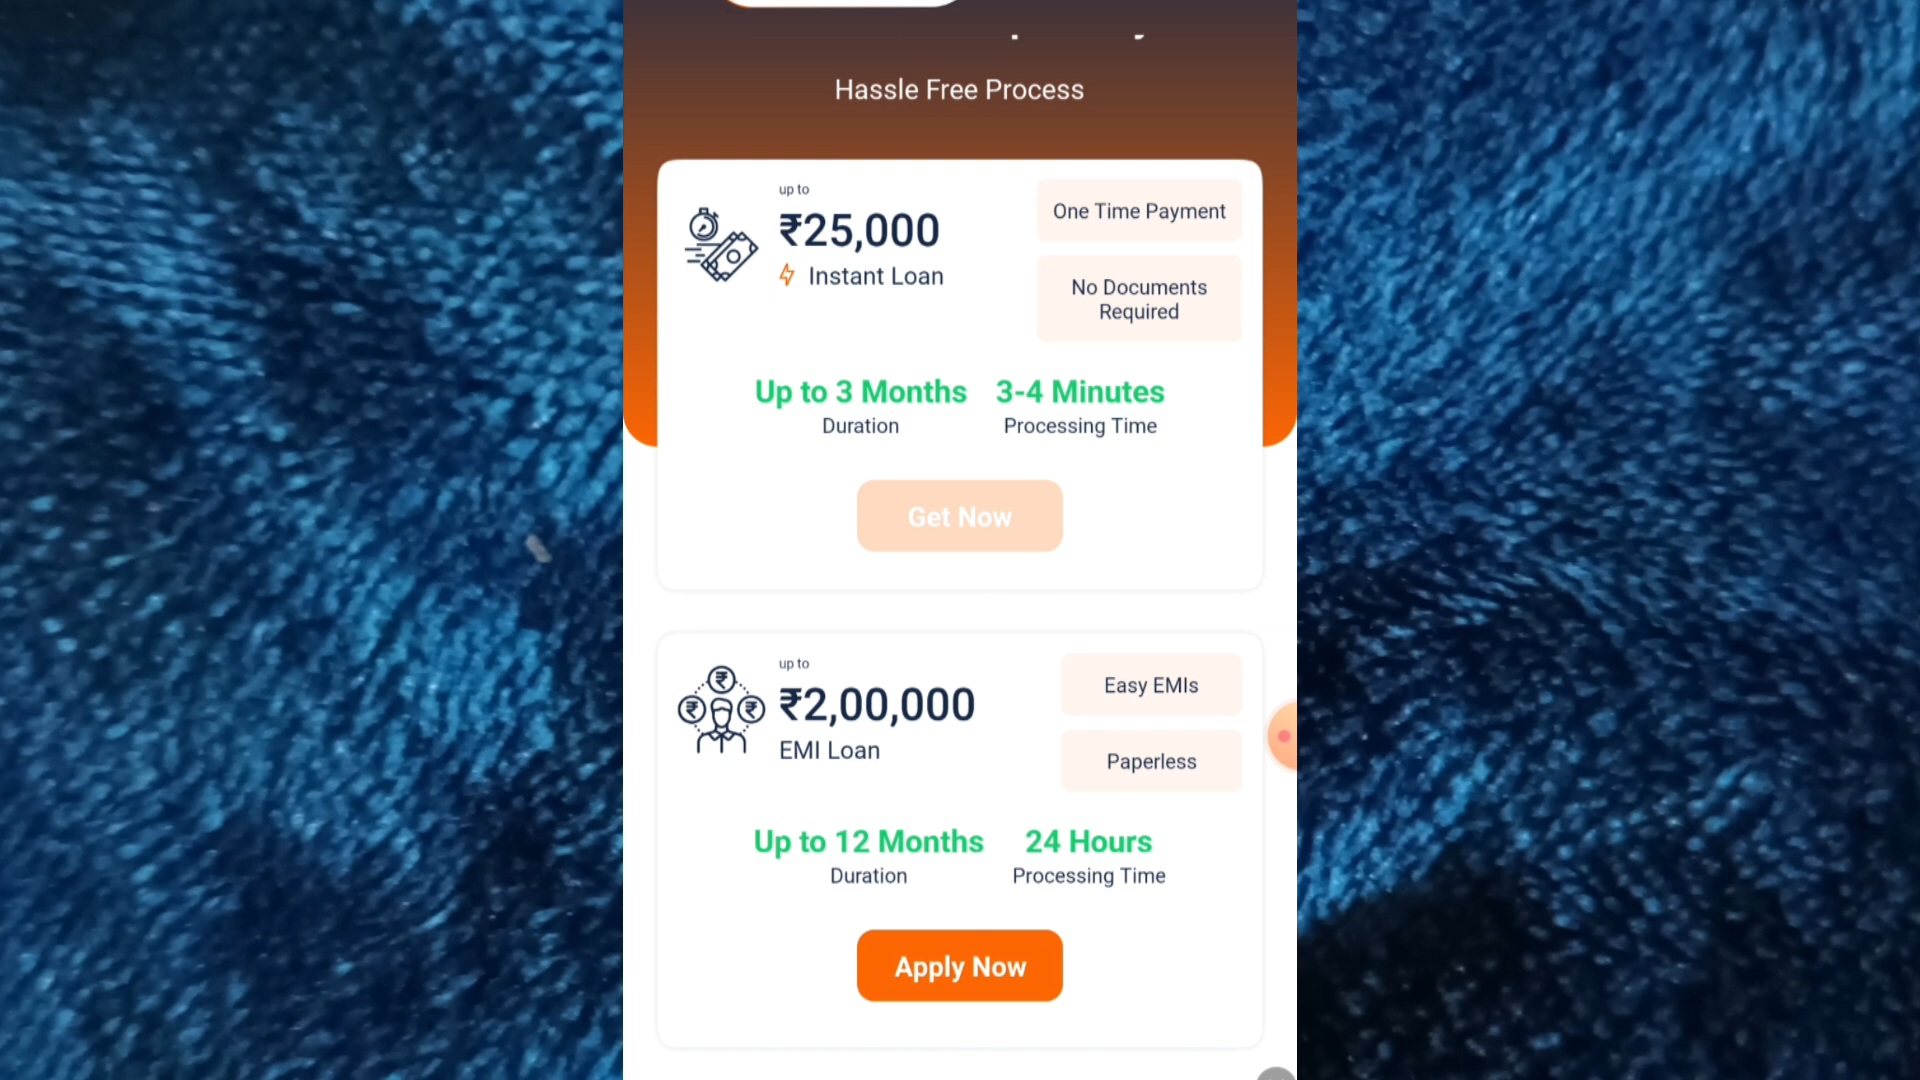 Hassle Free Process
up to
₹25,000
Instant Loan
One Time Payment
No Documents
Required
Up to 3 Months
Duration
3-4 Minutes
Processing Time
Get Now
up to
₹2,00,000
EMI Loan
Easy EMIs
Paperless
Up to 12 Months
Duration
24 Hours
Processing Time
Apply Now